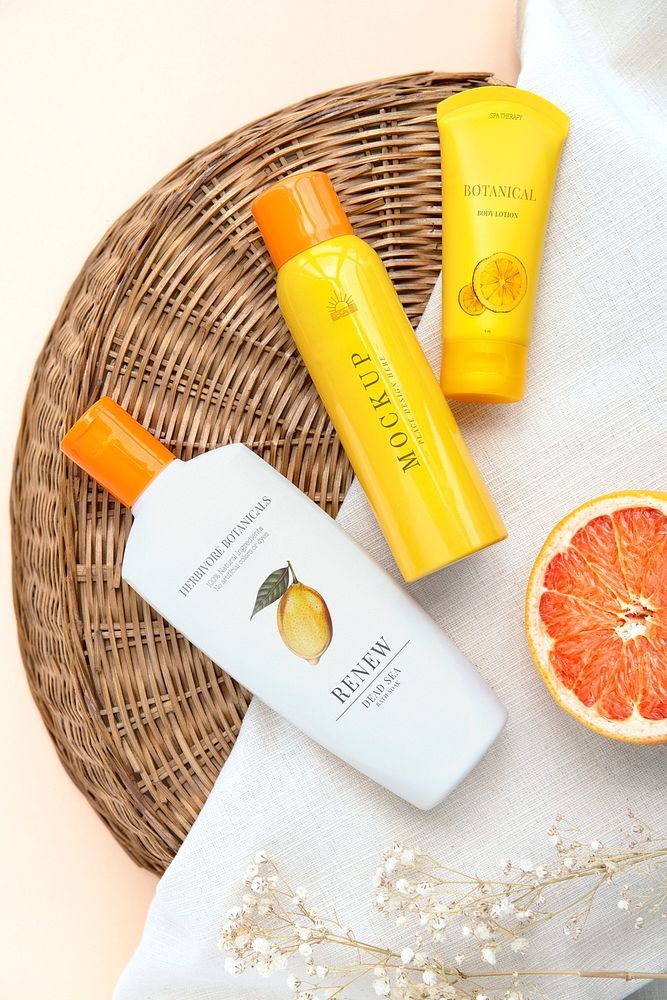 SPA THERAPY
BOTANICAL
BODY LOTION
MOCKUP
PLACE DESIGN HERE
HERBIVORE BOTANICALS
100% Natural Ingredients
No artificial colors or dyes
RENEW
DEAD SEA
BATH SOAK